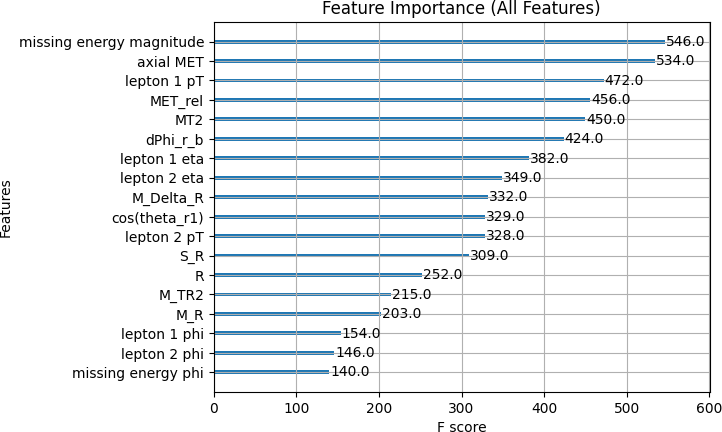 Feature Importance (All Features)
missing energy magnitude 546.0
axial MET 534.0
lepton 1 pT 472.0
MET_rel 456.0
MT2 450.0
dPhi_r_b 424.0
lepton 1 eta 382.0
lepton 2 eta 349.0
M_Delta_R 332.0
cos(theta_r1) 329.0
lepton 2 pT 328.0
S_R 309.0
R 252.0
M_TR2 215.0
M_R 203.0
lepton 1 phi 154.0
lepton 2 phi 146.0
missing energy phi 140.0
Features
0 100 200 300 400 500 600
F score